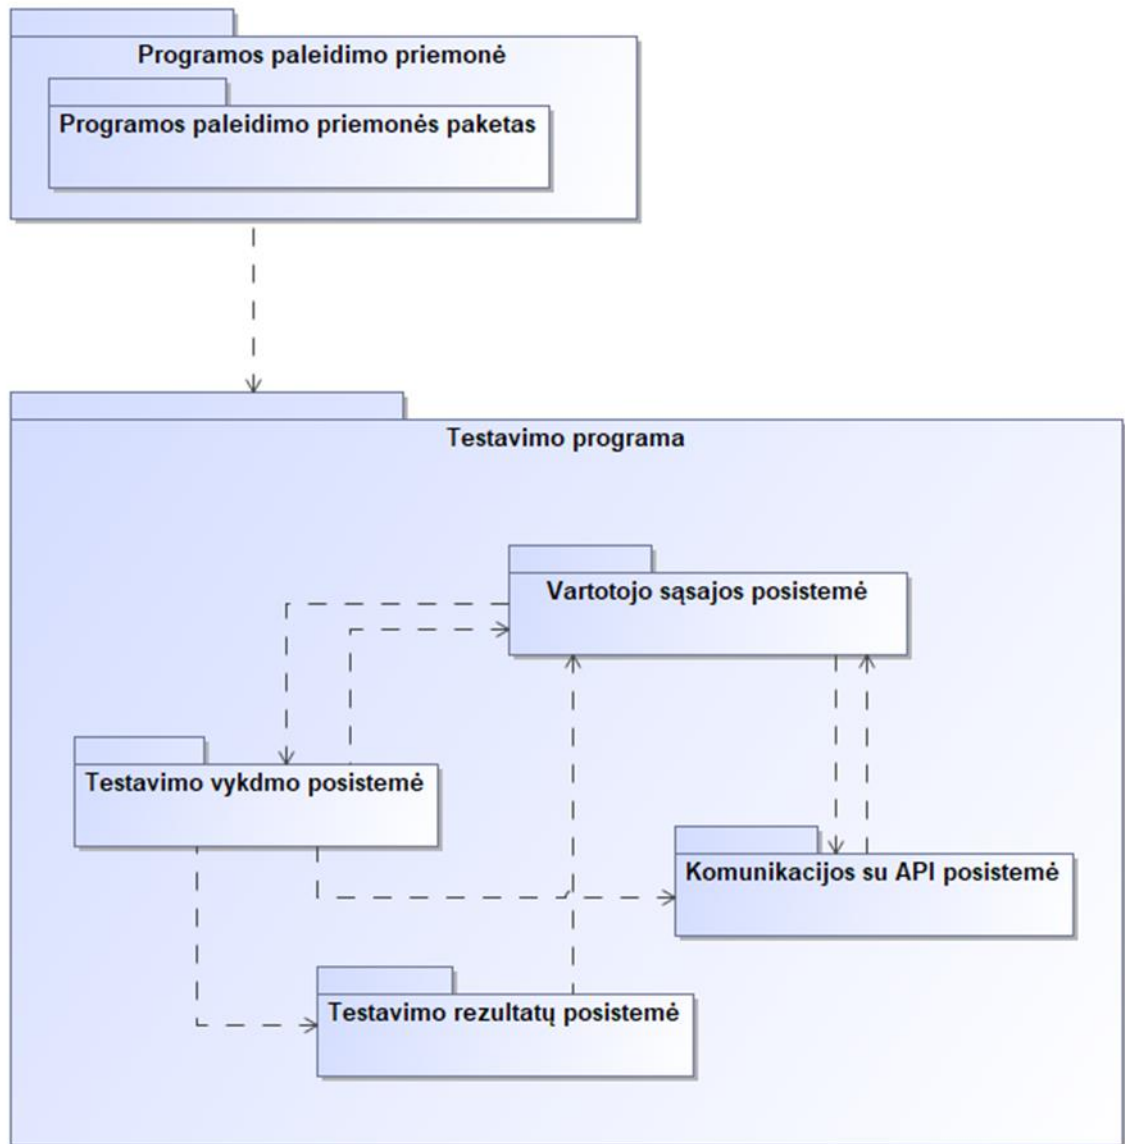 Programos paleidimo priemonė
Programos paleidimo priemonės paketas
Testavimo programa
Vartotojo sąsajos posistemė
Testavimo vykdmo posistemė
Komunikacijos su API posistemė
Testavimo rezultatų posistemė